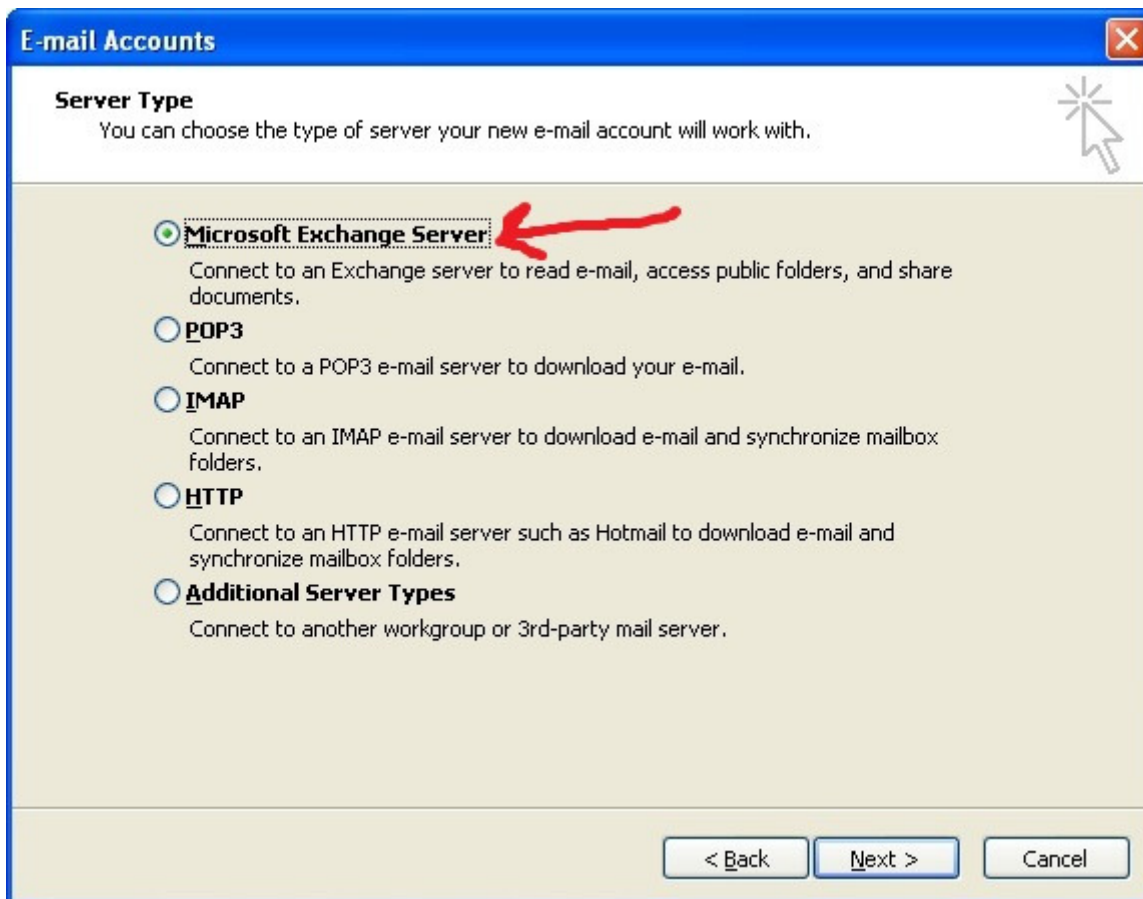 E-mail Accounts
Server Type
You can choose the type of server your new e-mail account will work with.
Microsoft Exchange Server
Connect to an Exchange server to read e-mail, access public folders, and share
documents.
POP3
Connect to a POP3 e-mail server to download your e-mail.
IMAP
Connect to an IMAP e-mail server to download e-mail and synchronize mailbox
folders.
HTTP
Connect to an HTTP e-mail server such as Hotmail to download e-mail and
synchronize mailbox folders.
Additional Server Types
Connect to another workgroup or 3rd-party mail server.
< Back Next > Cancel